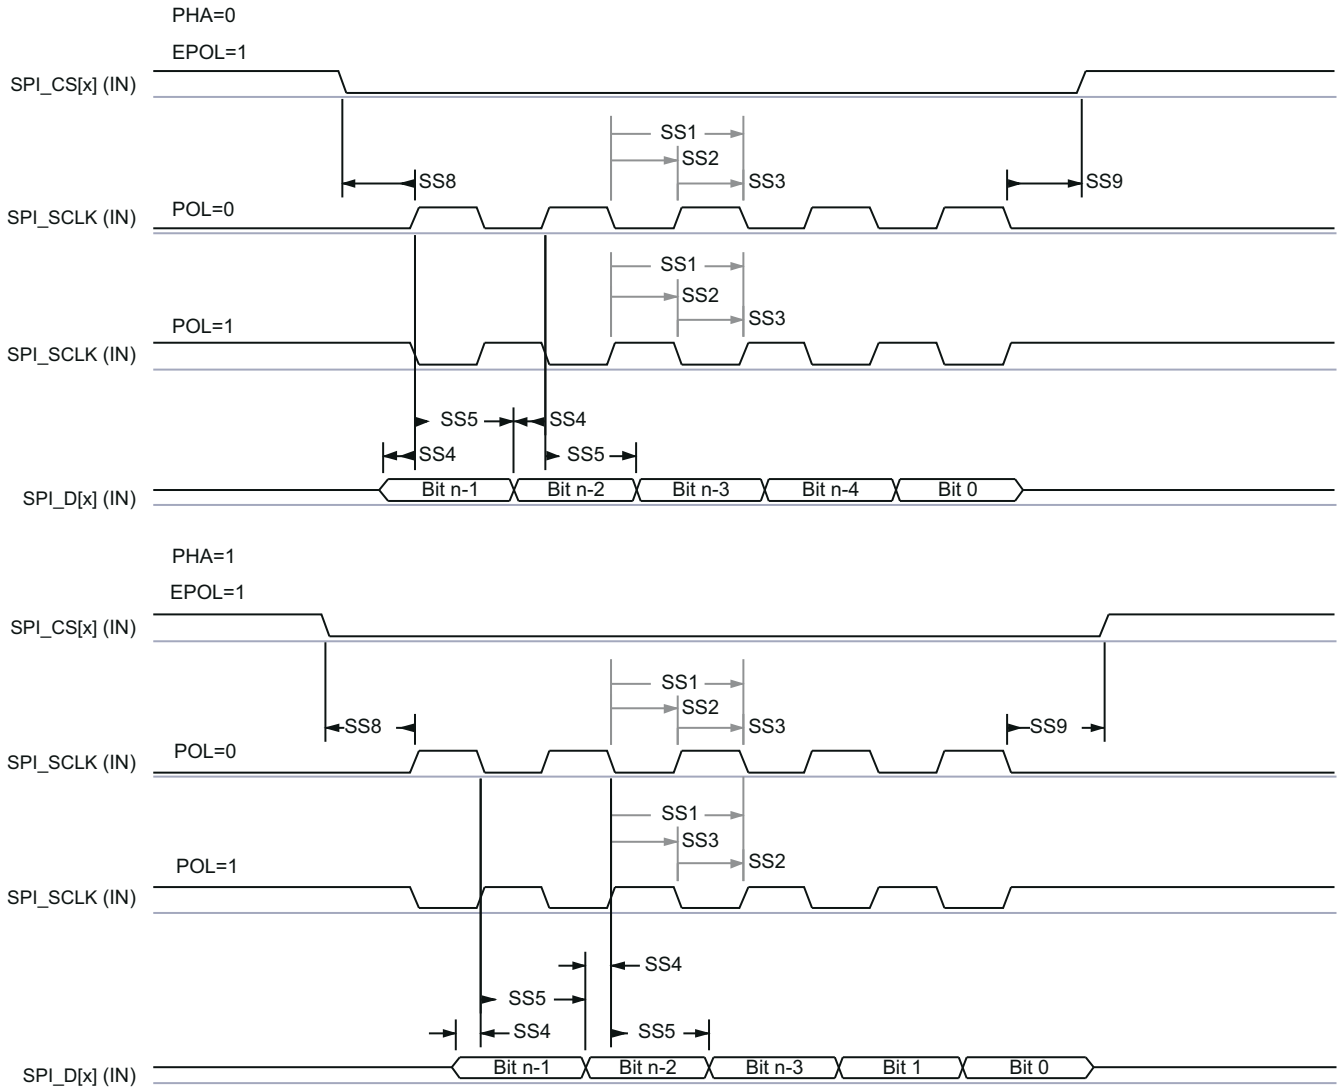 PHA=0
EPOL=1
SPI_CS[x] (IN)
SS1
SS2
SS8
SS3
SS9
POL=0
SPI_SCLK (IN)
SS1
SS2
SS3
POL=1
SPI_SCLK (IN)
SS5
SS4
SS4
SS5
SPI_D[x] (IN)
Bit n-1
Bit n-2
Bit n-3
Bit n-4
Bit 0
PHA=1
EPOL=1
SPI_CS[x] (IN)
SS1
SS2
SS8
SS3
SS9
POL=0
SPI_SCLK (IN)
SS1
SS3
SS2
POL=1
SPI_SCLK (IN)
SS4
SS5
SS4
SS5
SPI_D[x] (IN)
Bit n-1
Bit n-2
Bit n-3
Bit 1
Bit 0